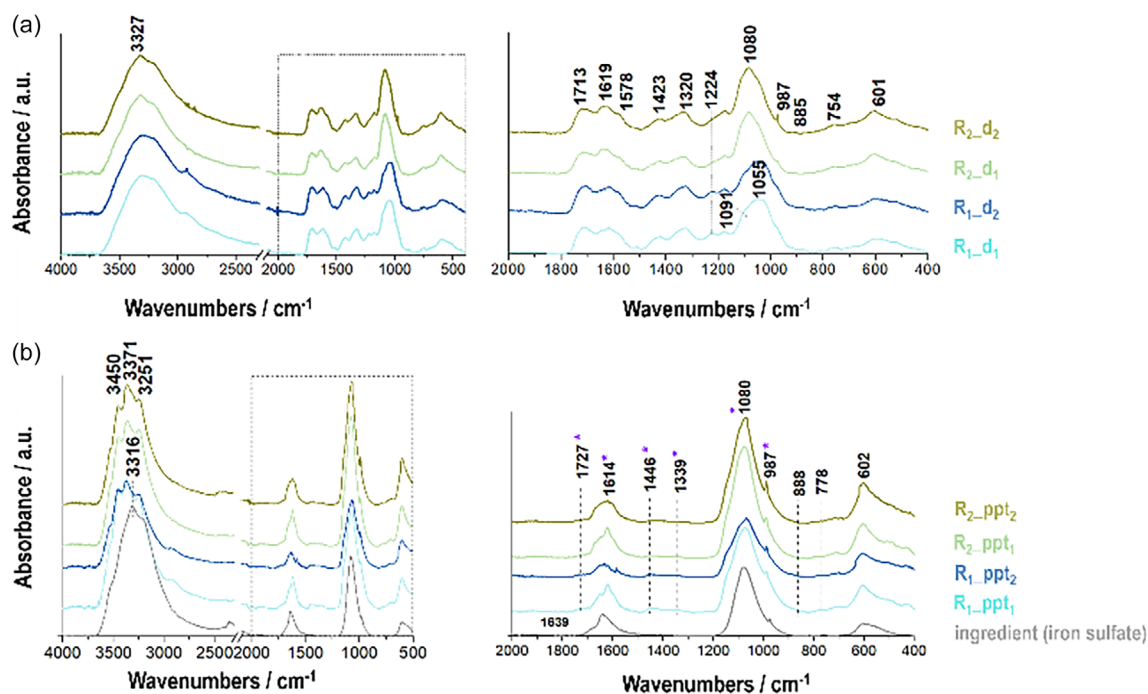 (a)
3327
Absorbance / a.u.
4000 3500 3000 2500 2000 1500 1000 500
Wavenumbers / cm-1
1713 1619 1578 1423 1320 1224 1080 987 885 754 601
1091 1055
2000 1800 1600 1400 1200 1000 800 600 400
Wavenumbers / cm-1
R2_d2
R2_d1
R1_d2
R1_d1
(b)
3450 3371 3251
3316
Absorbance / a.u.
4000 3500 3000 2500 2000 1500 1000 500
Wavenumbers / cm-1
1727* 1614* 1446* 1339* *1080 987* 888 778 602
1639
2000 1800 1600 1400 1200 1000 800 600 400
Wavenumbers / cm-1
R2_ppt2
R2_ppt1
R1_ppt2
R1_ppt1
ingredient (iron sulfate)